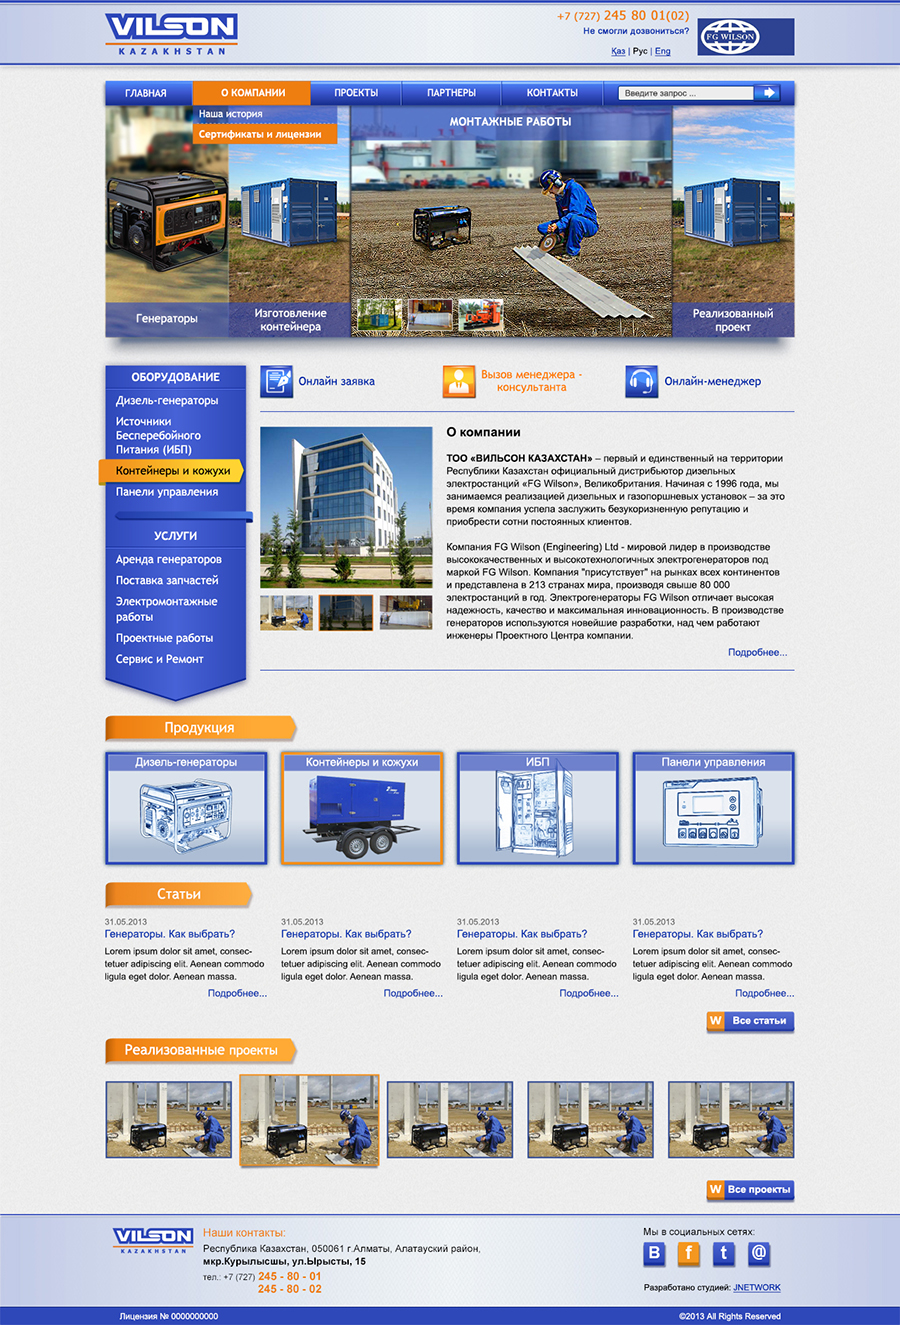 VILSON
KAZAKHSTAN
+7 (727) 245 80 01(02)
Не смогли дозвониться?
Қаз | Рус | Eng
FG WILSON
ГЛАВНАЯ
О КОМПАНИИ
ПРОЕКТЫ
ПАРТНЕРЫ
КОНТАКТЫ
Введите запрос ...
Наша история
Сертификаты и лицензии
МОНТАЖНЫЕ РАБОТЫ
Генераторы
Изготовление
контейнера
Реализованный
проект
ОБОРУДОВАНИЕ
Дизель-генераторы
Источники
Бесперебойного
Питания (ИБП)
Контейнеры и кожухи
Панели управления
УСЛУГИ
Аренда генераторов
Поставка запчастей
Электромонтажные
работы
Проектные работы
Сервис и Ремонт
Онлайн заявка
Вызов менеджера -
консультанта
Онлайн-менеджер
О компании
ТОО «ВИЛЬСОН КАЗАХСТАН» – первый и единственный на территории
Республики Казахстан официальный дистрибьютор дизельных
электростанций «FG Wilson», Великобритания. Начиная с 1996 года, мы
занимаемся реализацией дизельных и газопоршневых установок – за это
время компания успела заслужить безукоризненную репутацию и
приобрести сотни постоянных клиентов.
Компания FG Wilson (Engineering) Ltd - мировой лидер в производстве
высококачественных и высокотехнологичных электрогенераторов под
маркой FG Wilson. Компания "присутствует" на рынках всех континентов
и представлена в 213 странах мира, производя свыше 80 000
электростанций в год. Электрогенераторы FG Wilson отличает высокая
надежность, качество и максимальная инновационность. В производстве
генераторов используются новейшие разработки, над чем работают
инженеры Проектного Центра компании.
Подробнее...
Продукция
Дизель-генераторы
Контейнеры и кожухи
ИБП
Панели управления
Статьи
31.05.2013
Генераторы. Как выбрать?
Lorem ipsum dolor sit amet, consec-
tetuer adipiscing elit. Aenean commodo
ligula eget dolor. Aenean massa.
Подробнее...
31.05.2013
Генераторы. Как выбрать?
Lorem ipsum dolor sit amet, consec-
tetuer adipiscing elit. Aenean commodo
ligula eget dolor. Aenean massa.
Подробнее...
31.05.2013
Генераторы. Как выбрать?
Lorem ipsum dolor sit amet, consec-
tetuer adipiscing elit. Aenean commodo
ligula eget dolor. Aenean massa.
Подробнее...
31.05.2013
Генераторы. Как выбрать?
Lorem ipsum dolor sit amet, consec-
tetuer adipiscing elit. Aenean commodo
ligula eget dolor. Aenean massa.
Подробнее...
W Все статьи
Реализованные проекты
W Все проекты
VILSON
KAZAKHSTAN
Наши контакты:
Республика Казахстан, 050061 г.Алматы, Алатауский район,
мкр.Курылысшы, ул.Ырысты, 15
тел.: +7 (727) 245 - 80 - 01
245 - 80 - 02
Мы в социальных сетях:
В f t @
Разработано студией: JNETWORK
Лицензия № 0000000000
©2013 All Rights Reserved